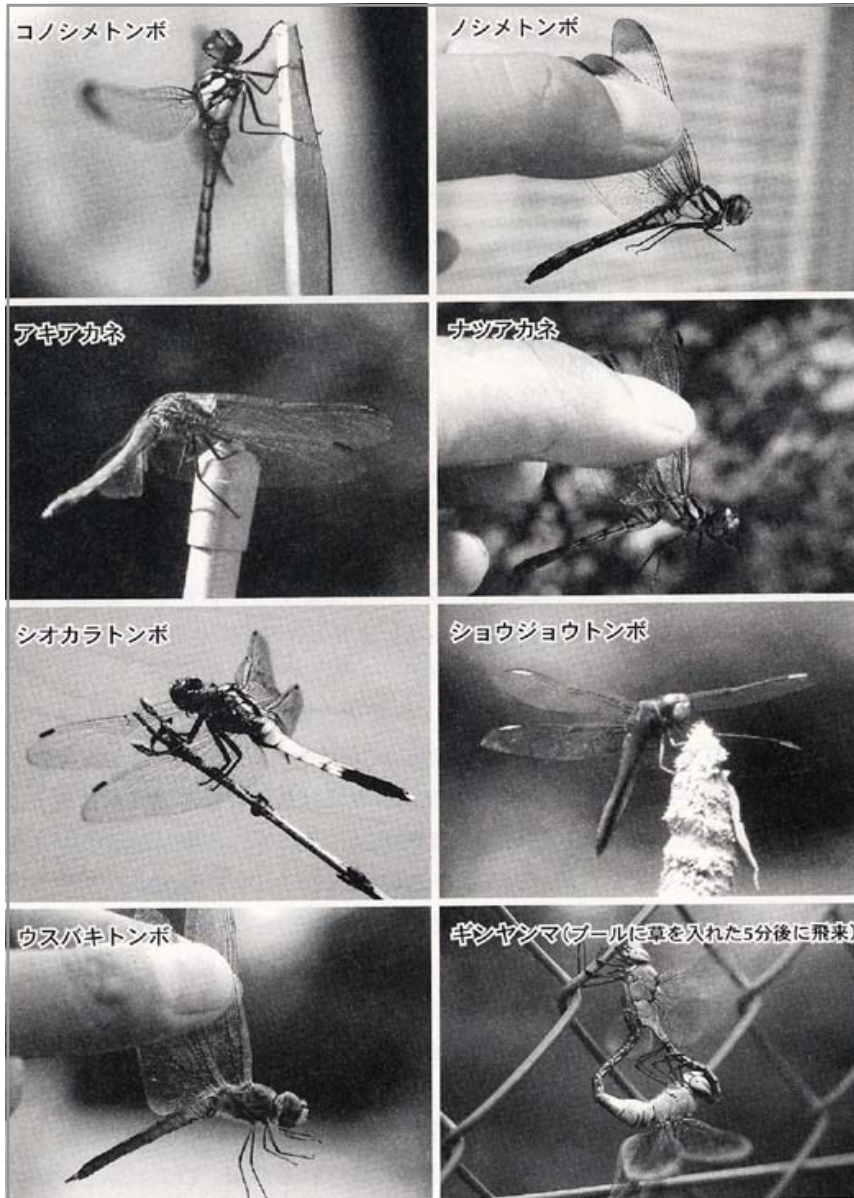 コノシメトンボ
ノシメトンボ
アキアカネ
ナツアカネ
シオカラトンボ
ショウジョウトンボ
ウスバキトンボ
ギンヤンマ(プールに草を入れた5分後に飛来)